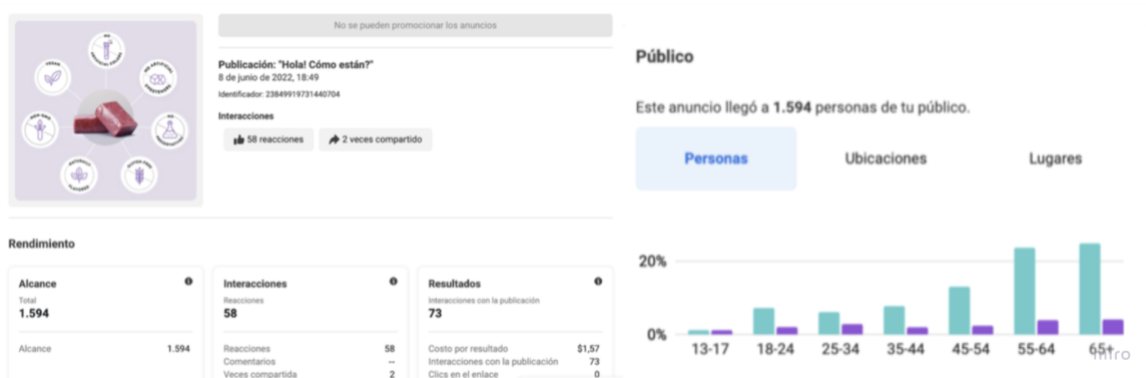 No se pueden promocionar los anuncios
Publicación: "Hola! Cómo están?"
8 de junio de 2022, 18:49
Identificador: 23849919731440704
Interacciones
58 reacciones
2 veces compartido
VEGAN
NON GMO
Rendimiento
Alcance
Total
1.594
Alcance 1.594
Interacciones
Reacciones
58
Reacciones 58
Comentarios --
Veces compartida 2
Resultados
Interacciones con la publicación
73
Costo por resultado $1,57
Interacciones con la publicación 73
Clics en el enlace 0
Público
Este anuncio llegó a 1.594 personas de tu público.
Personas
Ubicaciones
Lugares
20%
0%
13-17 18-24 25-34 35-44 45-54 55-64 65+
miro